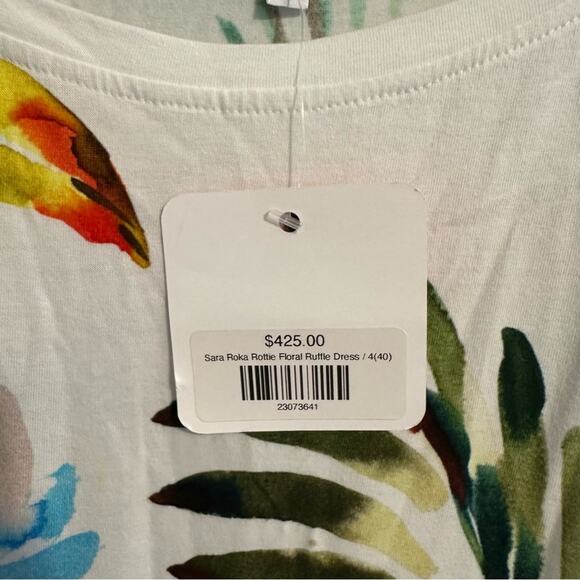 $425.00
Sara Roka Rottie Floral Ruffle Dress / 4(40)
23073641